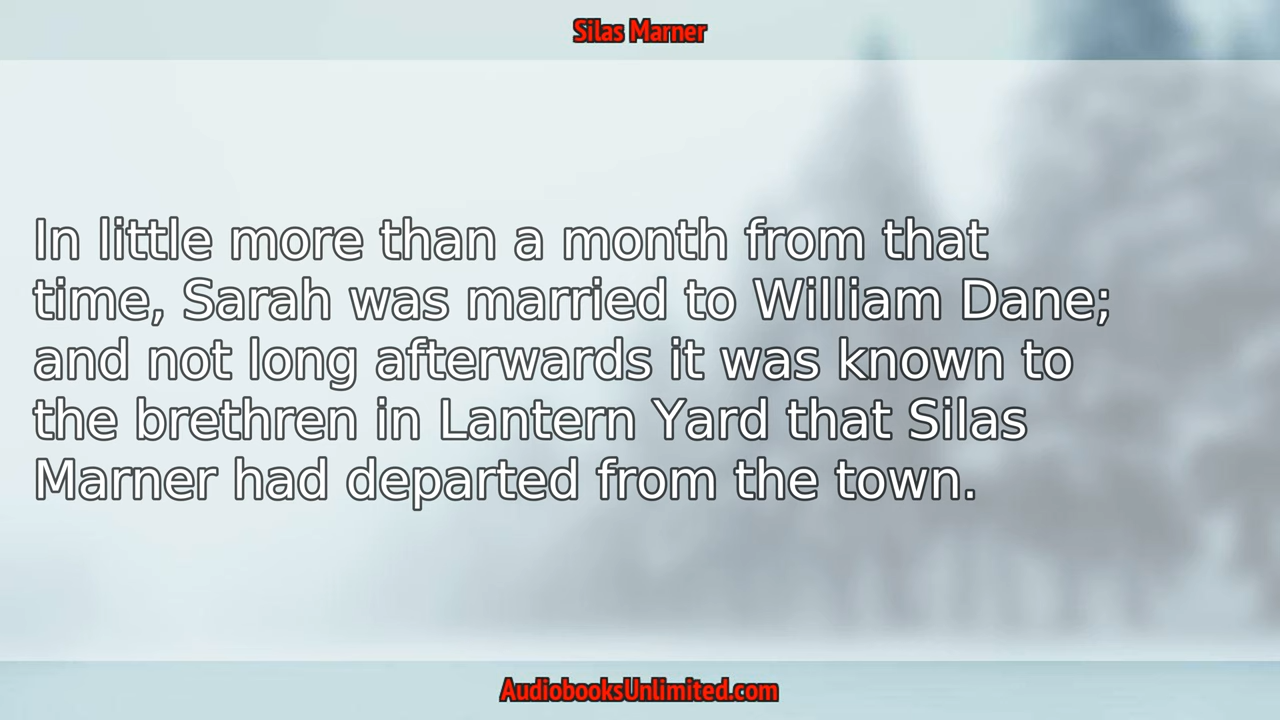 Silas Marner
In little more than a month from that
time, Sarah was married to William Dane;
and not long afterwards it was known to
the brethren in Lantern Yard that Silas
Marner had departed from the town.
AudiobooksUnlimited.com